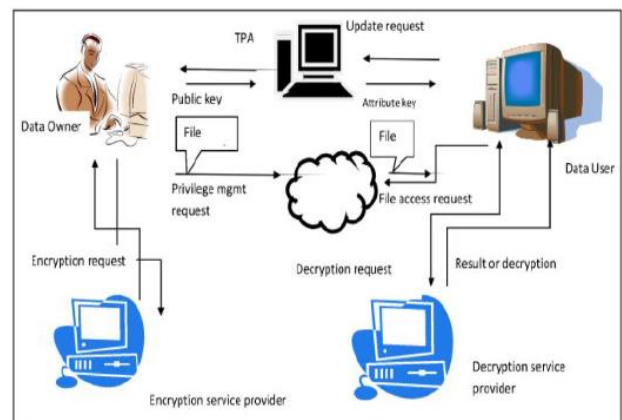 TPA
Update request
Public key
Attribute key
Data Owner
File
File
Data User
Privilege mgmt
request
File access request
Encryption request
Decryption request
Result or decryption
Encryption service provider
Decryption service
provider